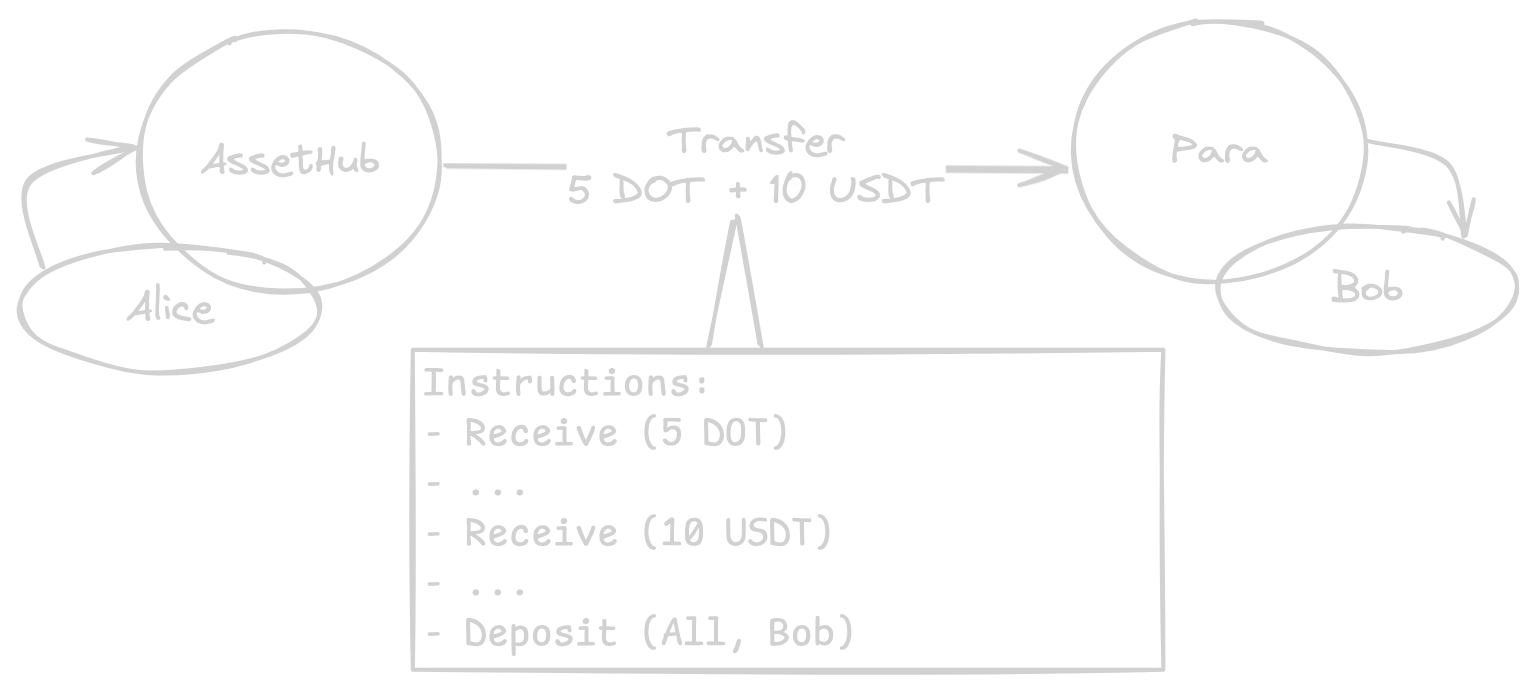 AssetHub
Transfer
5 DOT + 10 USDT
Para
Alice
Bob
Instructions:
- Receive (5 DOT)
- ...
- Receive (10 USDT)
- ...
- Deposit (All, Bob)